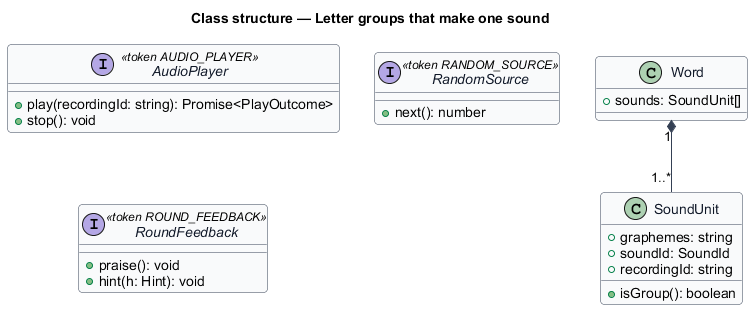 Class structure — Letter groups that make one sound
I
«token AUDIO_PLAYER»
AudioPlayer
play(recordingId: string): Promise<PlayOutcome>
stop(): void
I
«token RANDOM_SOURCE»
RandomSource
next(): number
C
Word
sounds: SoundUnit[]
1
1..*
I
«token ROUND_FEEDBACK»
RoundFeedback
praise(): void
hint(h: Hint): void
C
SoundUnit
graphemes: string
soundId: SoundId
recordingId: string
isGroup(): boolean